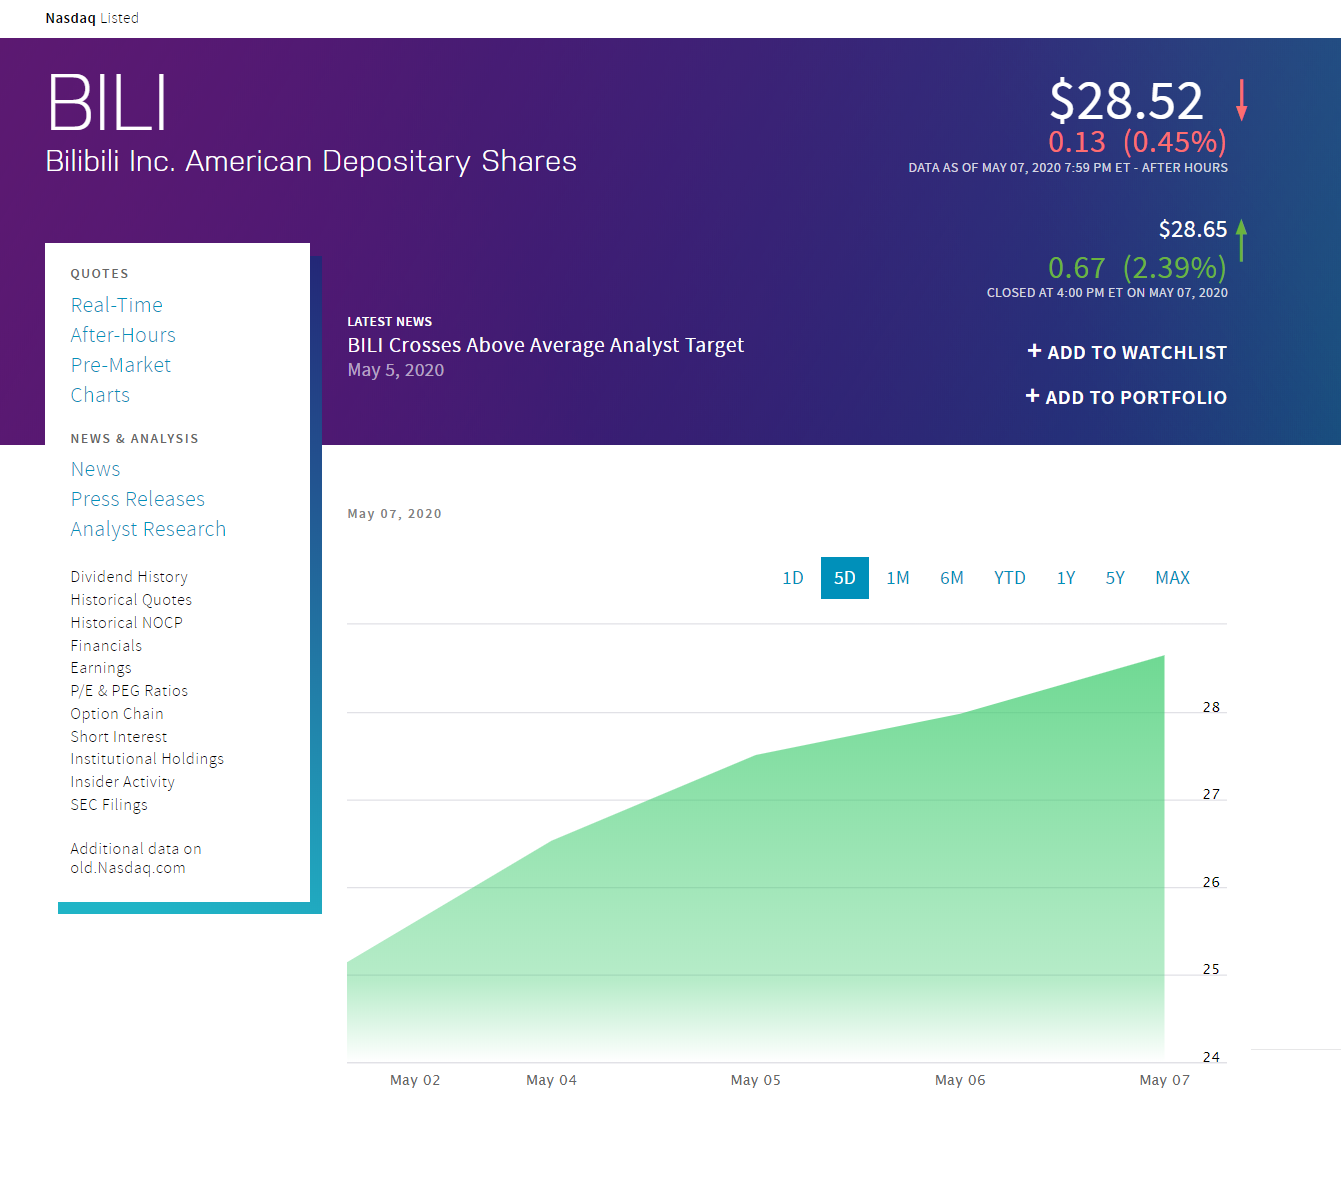 Nasdaq Listed
BILI
Bilibili Inc. American Depositary Shares
$28.52
0.13 (0.45%)
DATA AS OF MAY 07, 2020 7:59 PM ET - AFTER HOURS
$28.65
0.67 (2.39%)
CLOSED AT 4:00 PM ET ON MAY 07, 2020
LATEST NEWS
BILI Crosses Above Average Analyst Target
May 5, 2020
+ ADD TO WATCHLIST
+ ADD TO PORTFOLIO
QUOTES
Real-Time
After-Hours
Pre-Market
Charts
NEWS & ANALYSIS
News
Press Releases
Analyst Research
Dividend History
Historical Quotes
Historical NOCP
Financials
Earnings
P/E & PEG Ratios
Option Chain
Short Interest
Institutional Holdings
Insider Activity
SEC Filings
Additional data on
old.Nasdaq.com
May 07, 2020
1D 5D 1M 6M YTD 1Y 5Y MAX
28
27
26
25
24
May 02 May 04 May 05 May 06 May 07